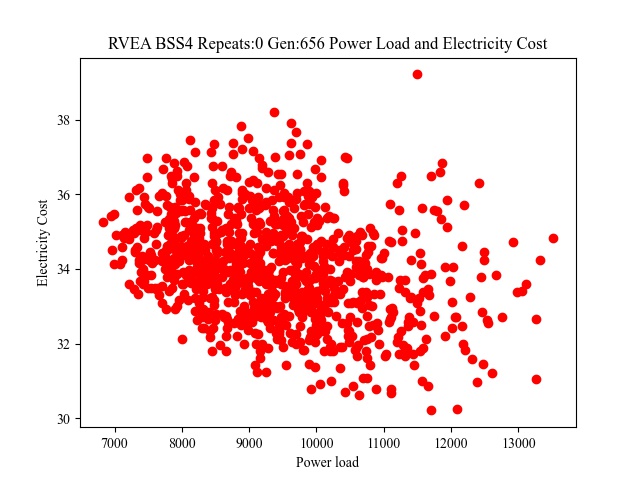 RVEA BSS4 Repeats:0 Gen:656 Power Load and Electricity Cost
38
36
34
32
30
Electricity Cost
7000 8000 9000 10000 11000 12000 13000
Power load